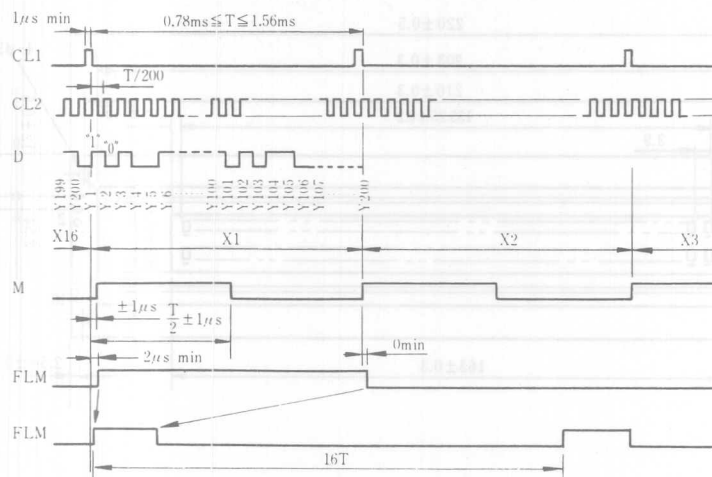 1μs min
0.78ms≦T≦1.56ms
CL1
T/200
CL2
"1"
"0"
D
Y199
Y200
Y1
Y2
Y3
Y4
Y5
Y6
Y100
Y101
Y102
Y103
Y104
Y105
Y106
Y107
Y200
X16
X1
X2
X3
M
±1μs
T/2 ±1μs
2μs min
0min
FLM
FLM
16T